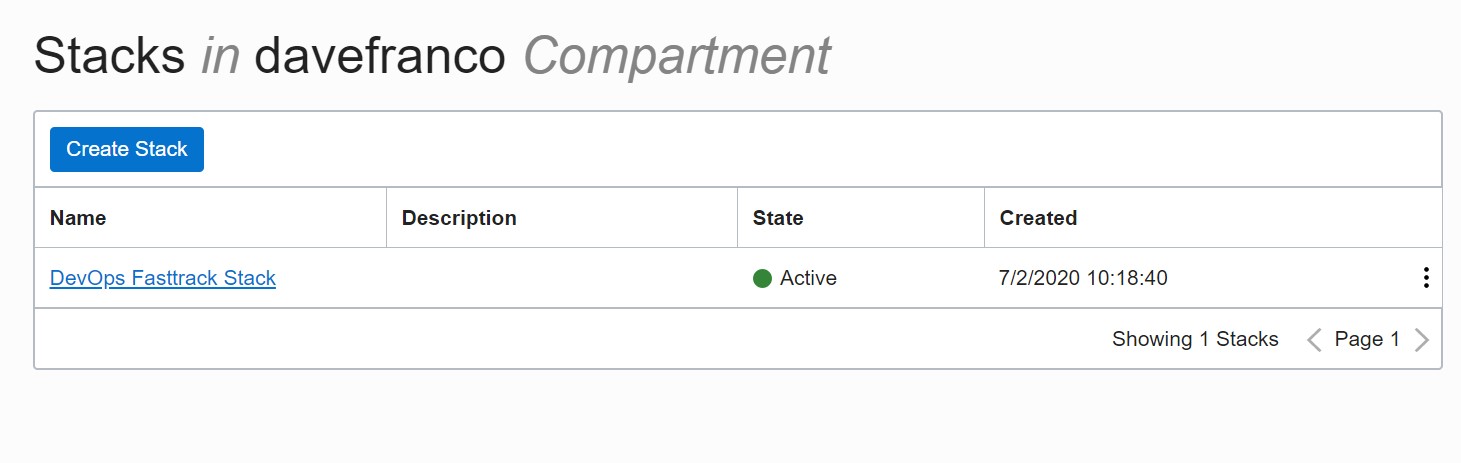 Stacks in davefranco Compartment
Create Stack
Name Description State Created
DevOps Fasttrack Stack Active 7/2/2020 10:18:40
Showing 1 Stacks Page 1